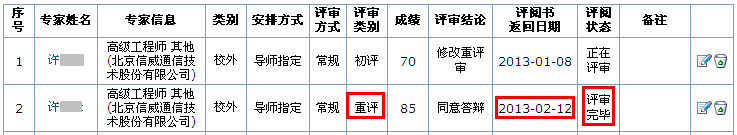 序号 专家姓名 专家信息 类别 安排方式 评审方式 评审类别 成绩 评审结论 评阅书返回日期 评阅状态 备注
1 许 高级工程师 其他(北京信威通信技术股份有限公司) 校外 导师指定 常规 初评 70 修改重评审 2013-01-08 正在评审
2 许 高级工程师 其他(北京信威通信技术股份有限公司) 校外 导师指定 常规 重评 85 同意答辩 2013-02-12 评审完毕